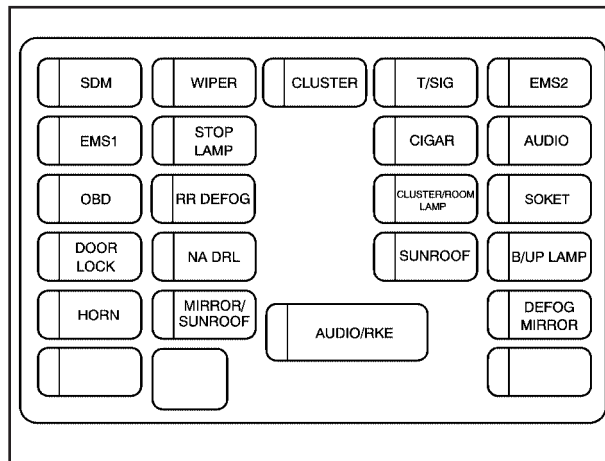 SDM
WIPER
CLUSTER
T/SIG
EMS2
EMS1
STOP
LAMP
CIGAR
AUDIO
OBD
RR DEFOG
CLUSTER/ROOM
LAMP
SOKET
DOOR
LOCK
NA DRL
SUNROOF
B/UP LAMP
HORN
MIRROR/
SUNROOF
AUDIO/RKE
DEFOG
MIRROR